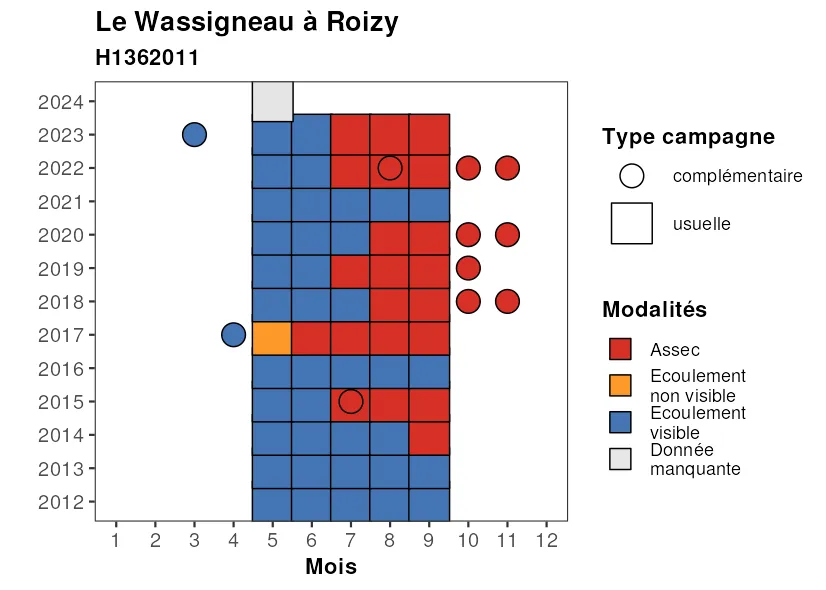 Le Wassigneau à Roizy
H1362011
2024
2023
2022
2021
2020
2019
2018
2017
2016
2015
2014
2013
2012
1 2 3 4 5 6 7 8 9 10 11 12
Mois
Type campagne
complémentaire
usuelle
Modalités
Assec
Ecoulement
non visible
Ecoulement
visible
Donnée
manquante